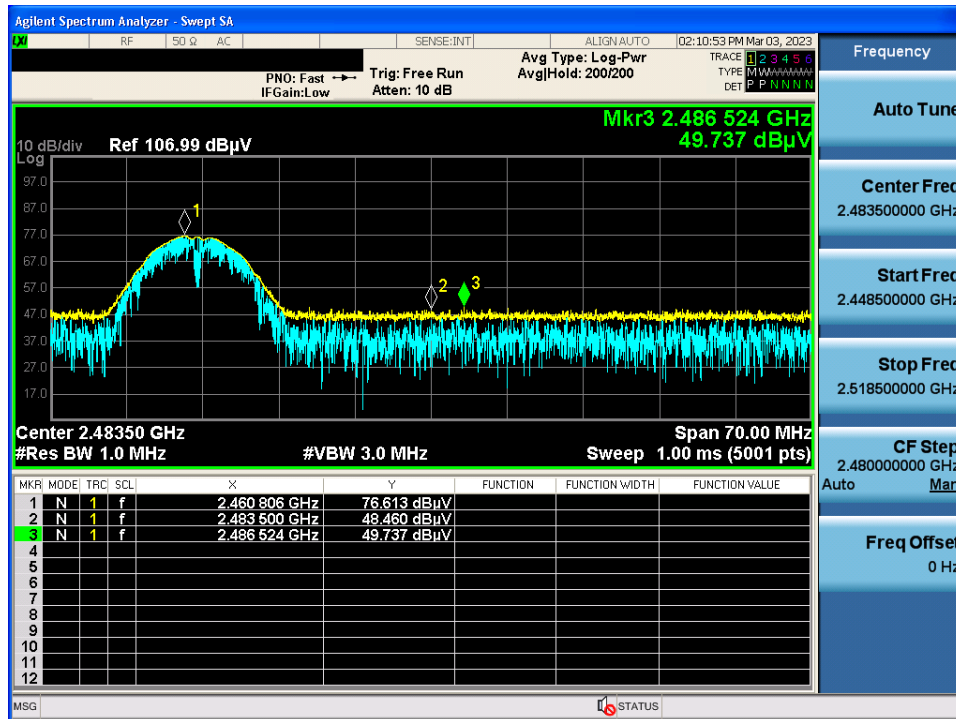 Agilent Spectrum Analyzer - Swept SA
LXI RF 50 Ω AC SENSE:INT ALIGN AUTO 02:10:53 PM Mar 03, 2023
Frequency
PNO: Fast Trig: Free Run Avg Type: Log-Pwr TRACE 1 2 3 4 5 6
IFGain:Low Atten: 10 dB Avg|Hold: 200/200 TYPE M W
DET P P N N N N
Auto Tune
Mkr3 2.486 524 GHz
49.737 dBµV
10 dB/div Ref 106.99 dBµV
Log
97.0
87.0
77.0
67.0
57.0
47.0
37.0
27.0
17.0
1
2
3
Center Freq
2.483500000 GHz
Start Freq
2.448500000 GHz
Stop Freq
2.518500000 GHz
Center 2.48350 GHz Span 70.00 MHz
#Res BW 1.0 MHz #VBW 3.0 MHz Sweep 1.00 ms (5001 pts)
CF Step
2.480000000 GHz
Auto Man
Freq Offset
0 Hz
MKR MODE TRC SCL X Y FUNCTION FUNCTION WIDTH FUNCTION VALUE
1 N 1 f 2.460 806 GHz 76.613 dBµV
2 N 1 f 2.483 500 GHz 48.460 dBµV
3 N 1 f 2.486 524 GHz 49.737 dBµV
4
5
6
7
8
9
10
11
12
MSG STATUS